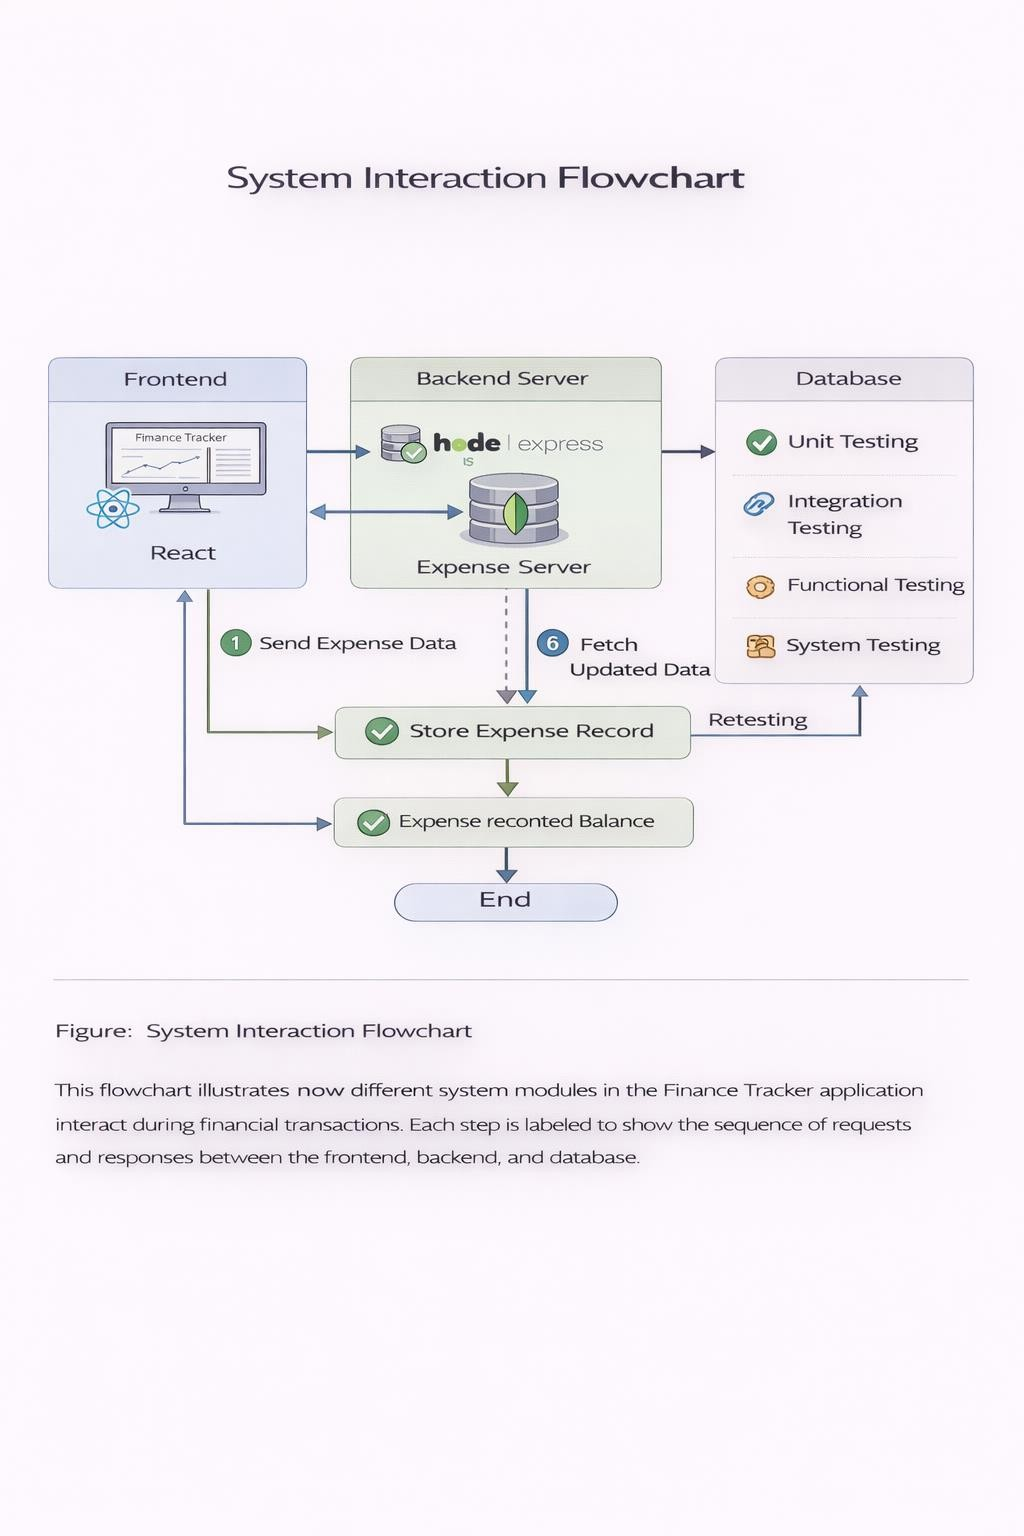 System Interaction Flowchart
Frontend
Fimance Tracker
React
Backend Server
hode | express
IS
Expense Server
Database
Unit Testing
Integration
Testing
Functional Testing
System Testing
1 Send Expense Data
6 Fetch
Updated Data
Store Expense Record
Retesting
Expense reconted Balance
End
Figure: System Interaction Flowchart
This flowchart illustrates now different system modules in the Finance Tracker application
interact during financial transactions. Each step is labeled to show the sequence of requests
and responses between the frontend, backend, and database.